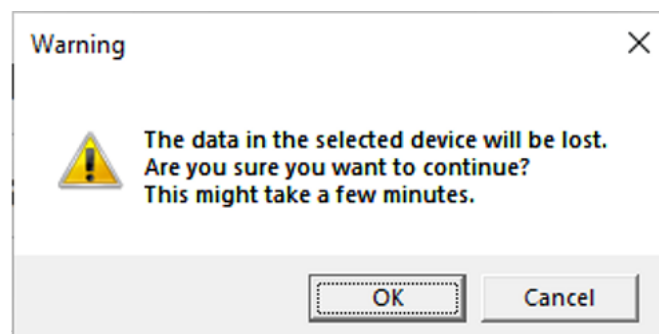 Warning
The data in the selected device will be lost.
Are you sure you want to continue?
This might take a few minutes.
OK
Cancel